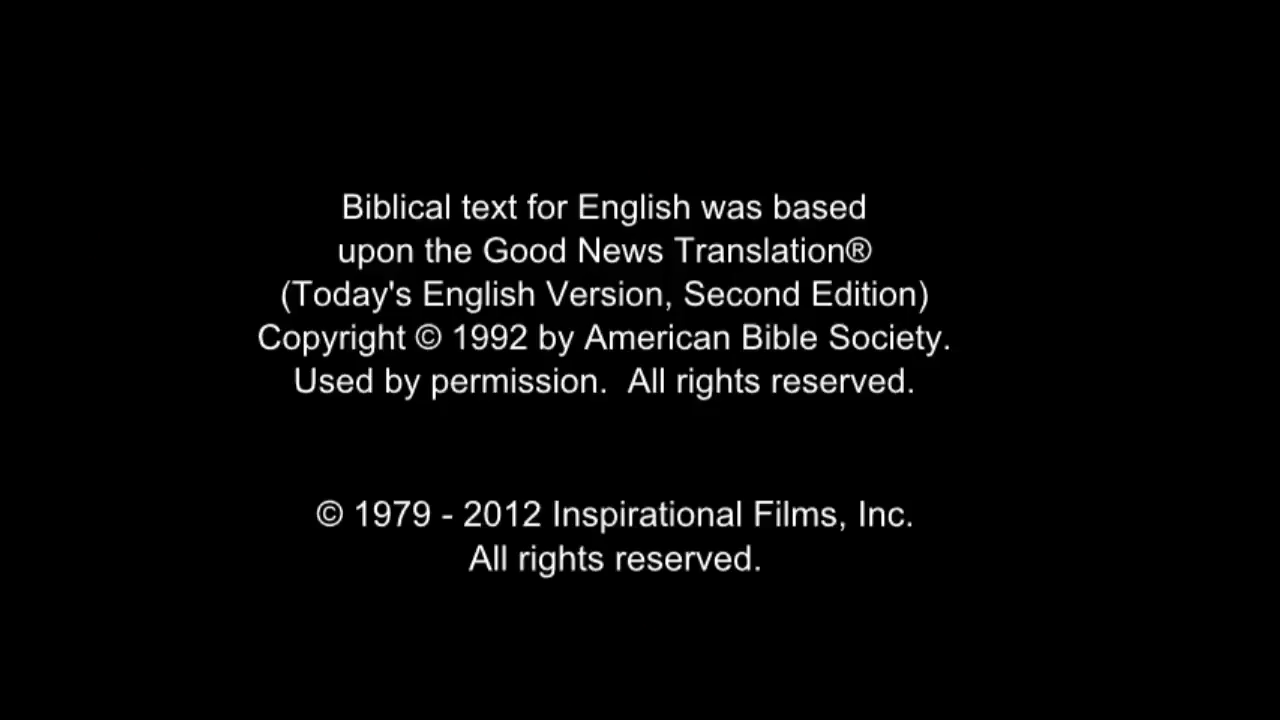 Biblical text for English was based
upon the Good News Translation®
(Today's English Version, Second Edition)
Copyright © 1992 by American Bible Society.
Used by permission.  All rights reserved.
© 1979 - 2012 Inspirational Films, Inc.
All rights reserved.